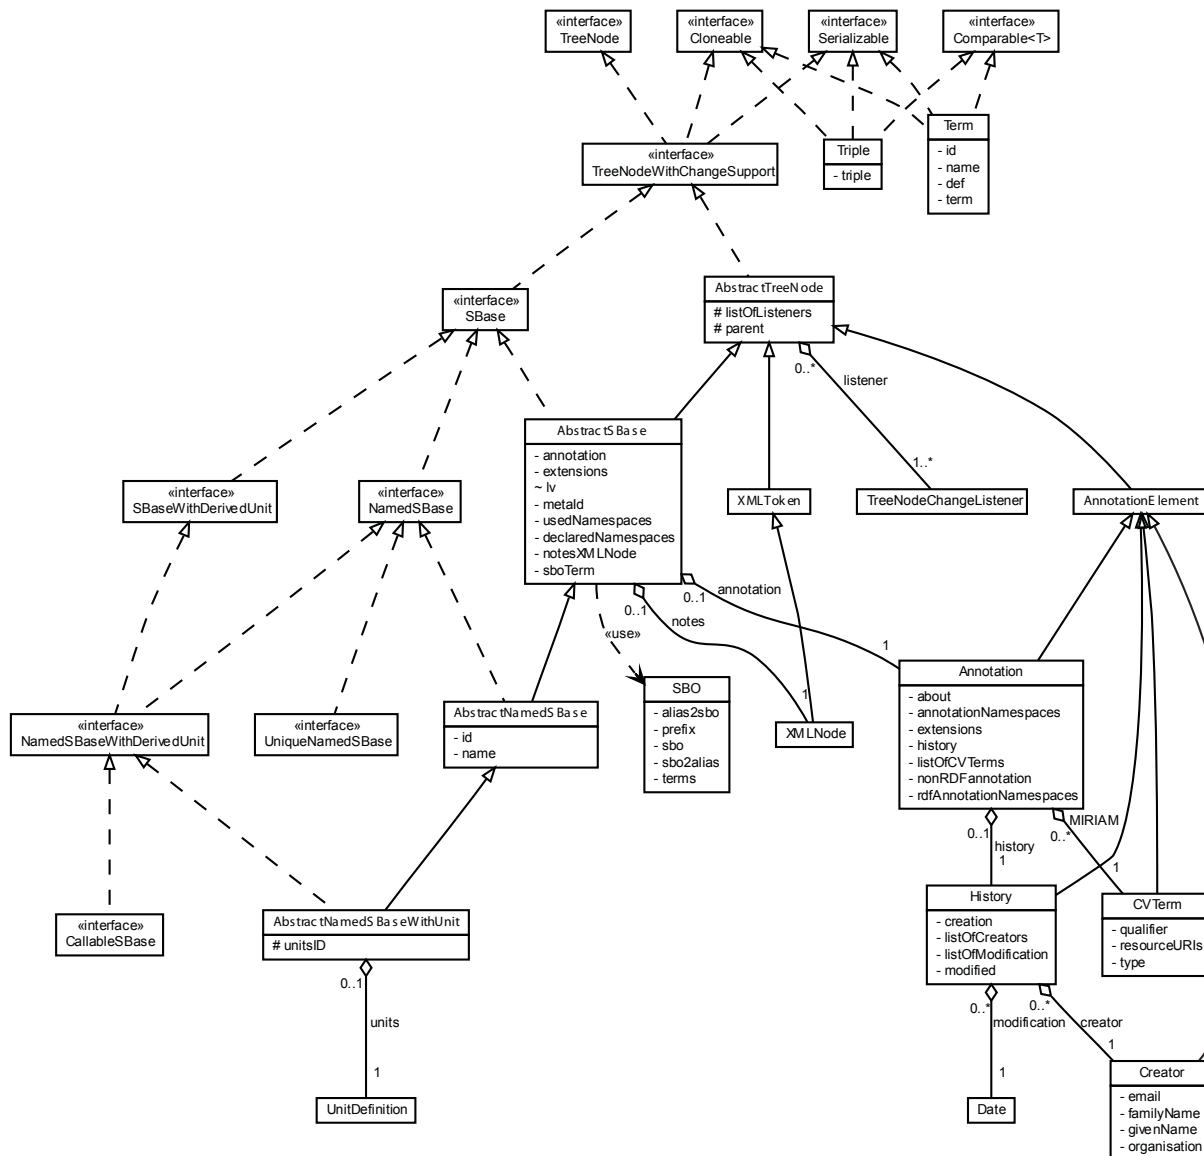 «interface»
TreeNode
«interface»
Cloneable
«interface»
Serializable
«interface»
Comparable<T>
Term
- id
- name
- def
- term
Triple
- triple
«interface»
TreeNodeWithChangeSupport
AbstractTreeNode
# listOfListeners
# parent
«interface»
SBase
0..*
listener
1..*
AbstractSBase
- annotation
- extensions
~ lv
- metaId
- usedNamespaces
- declaredNamespaces
- notesXMLNode
- sboTerm
«interface»
SBaseWithDerivedUnit
«interface»
NamedSBase
XMLToken
TreeNodeChangeListener
AnnotationElement
0..1
annotation
1
0..1
notes
1
«use»
SBO
- alias2sbo
- prefix
- sbo
- sbo2alias
- terms
XMLNode
Annotation
- about
- annotationNamespaces
- extensions
- history
- listOfCVTerms
- nonRDFannotation
- rdfAnnotationNamespaces
«interface»
NamedSBaseWithDerivedUnit
«interface»
UniqueNamedSBase
AbstractNamedSBase
- id
- name
0..1
history
1
0..*
MIRIAM
1
«interface»
CallableSBase
AbstractNamedSBaseWithUnit
# unitsID
History
- creation
- listOfCreators
- listOfModification
- modified
CVTerm
- qualifier
- resourceURIs
- type
0..1
units
1
0..*
modification
1
0..*
creator
1
UnitDefinition
Date
Creator
- email
- familyName
- givenName
- organisation